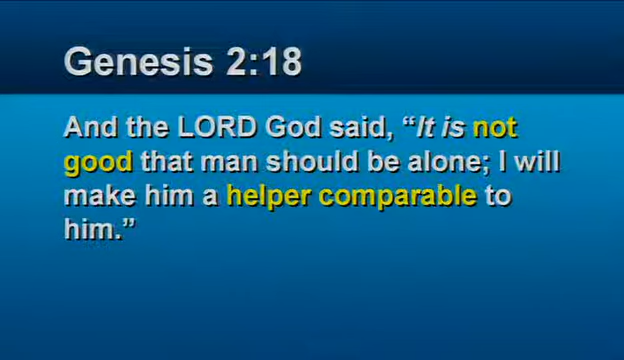 Genesis 2:18
And the LORD God said, “It is not
good that man should be alone; I will
make him a helper comparable to
him.”